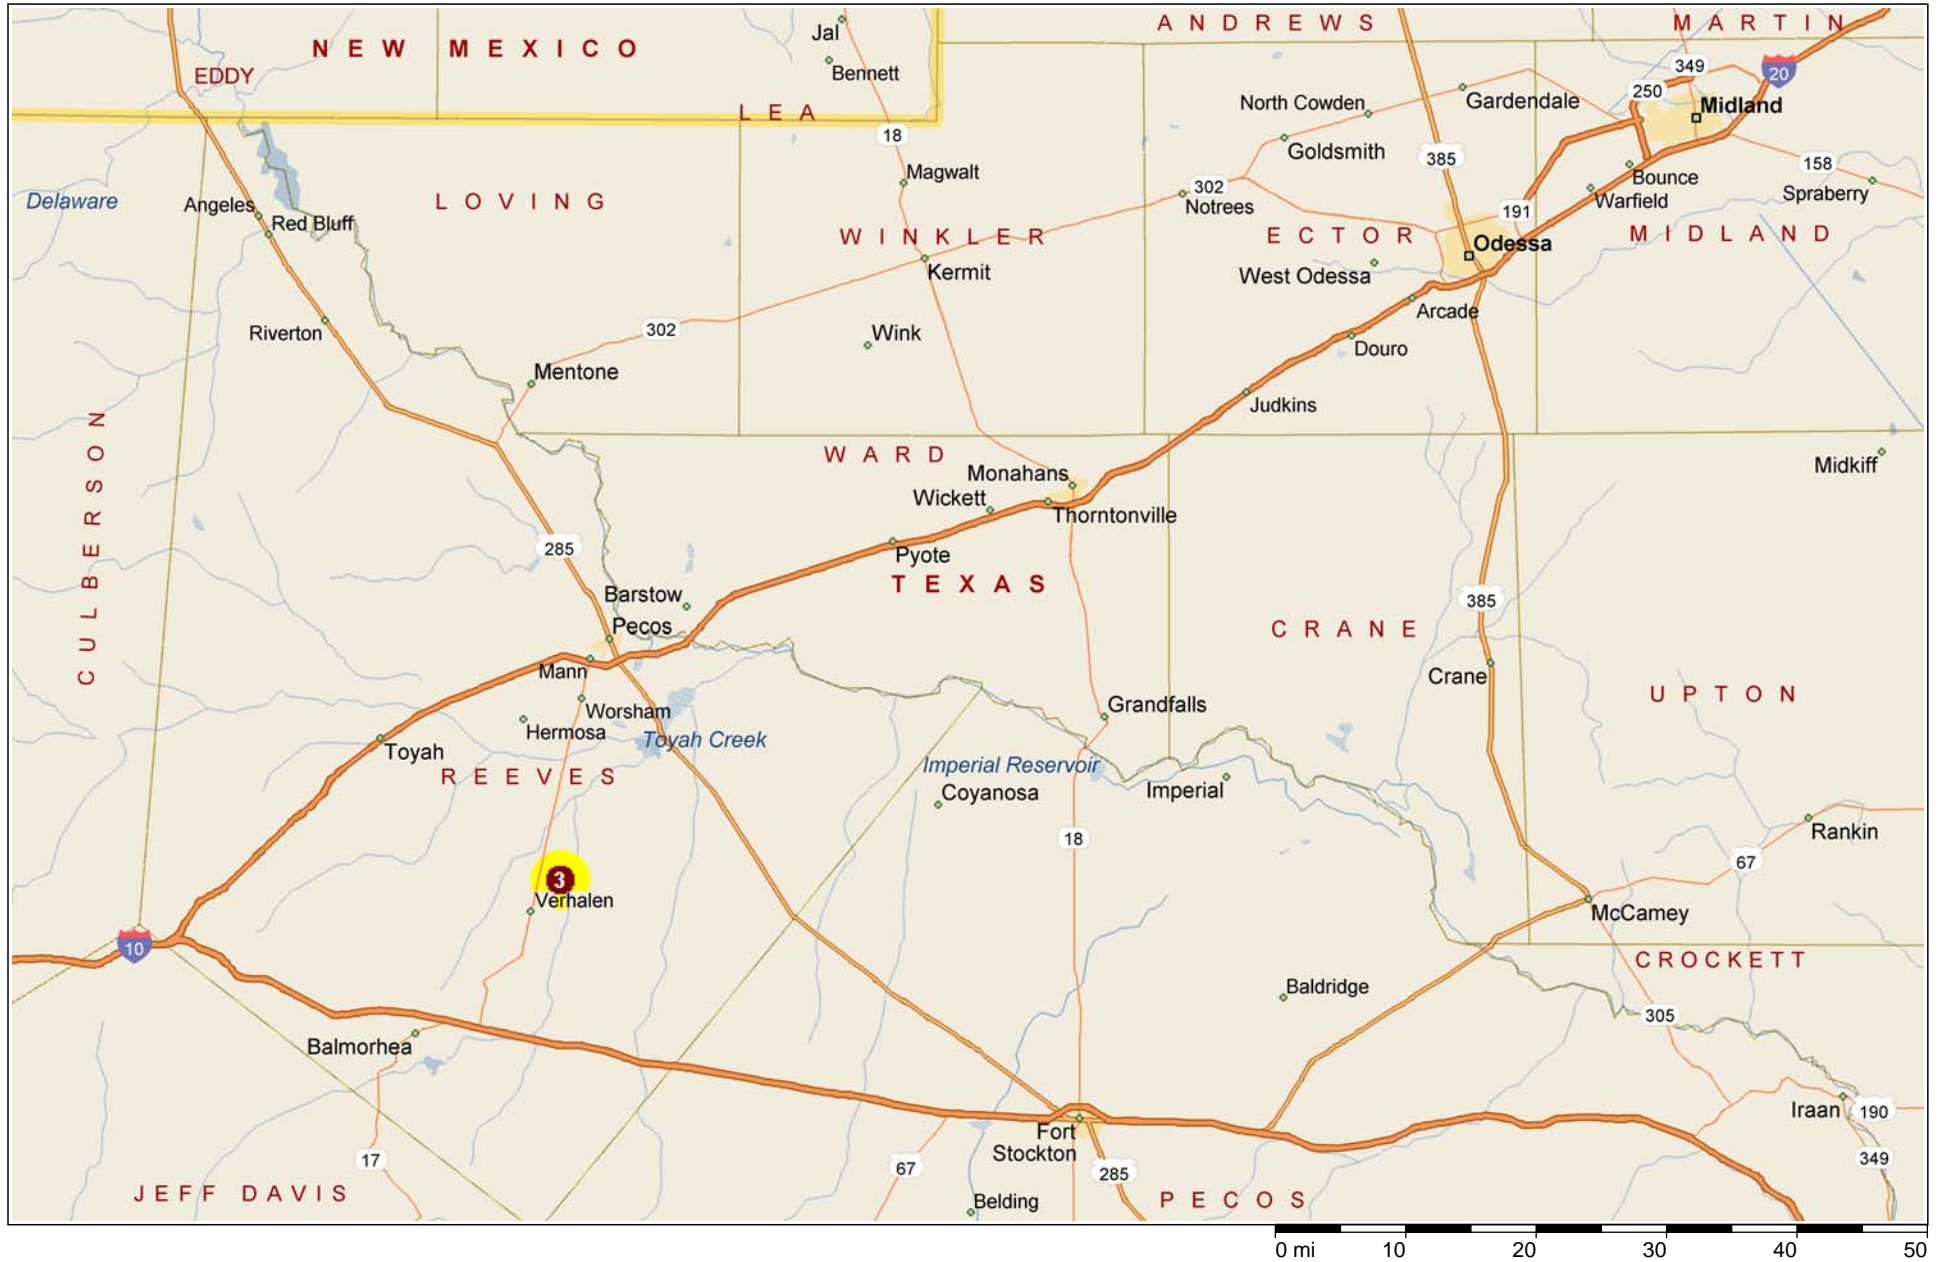 ANDREWS
MARTIN
NEW MEXICO
Jal
Bennett
EDDY
LEA
349
20
250
Midland
North Cowden
Gardendale
18
Goldsmith
385
158
Magwalt
Bounce
Spraberry
Delaware
Angeles
LOVING
302
Notrees
191
Warfield
Red Bluff
WINKLER
ECTOR
MIDLAND
Odessa
Kermit
West Odessa
Arcade
Riverton
302
Wink
Douro
Mentone
Judkins
CULBERSON
WARD
Monahans
Midkiff
Wickett
Thorntonville
285
Pyote
TEXAS
Barstow
385
Pecos
CRANE
Mann
Crane
UPTON
Worsham
Grandfalls
Hermosa
Toyah Creek
Toyah
Imperial Reservoir
REEVES
Coyanosa
Imperial
18
Rankin
67
3
Verhalen
McCamey
10
CROCKETT
Baldridge
305
Balmorhea
Iraan
190
Fort
Stockton
17
67
285
349
JEFF DAVIS
Belding
PECOS
0 mi 10 20 30 40 50